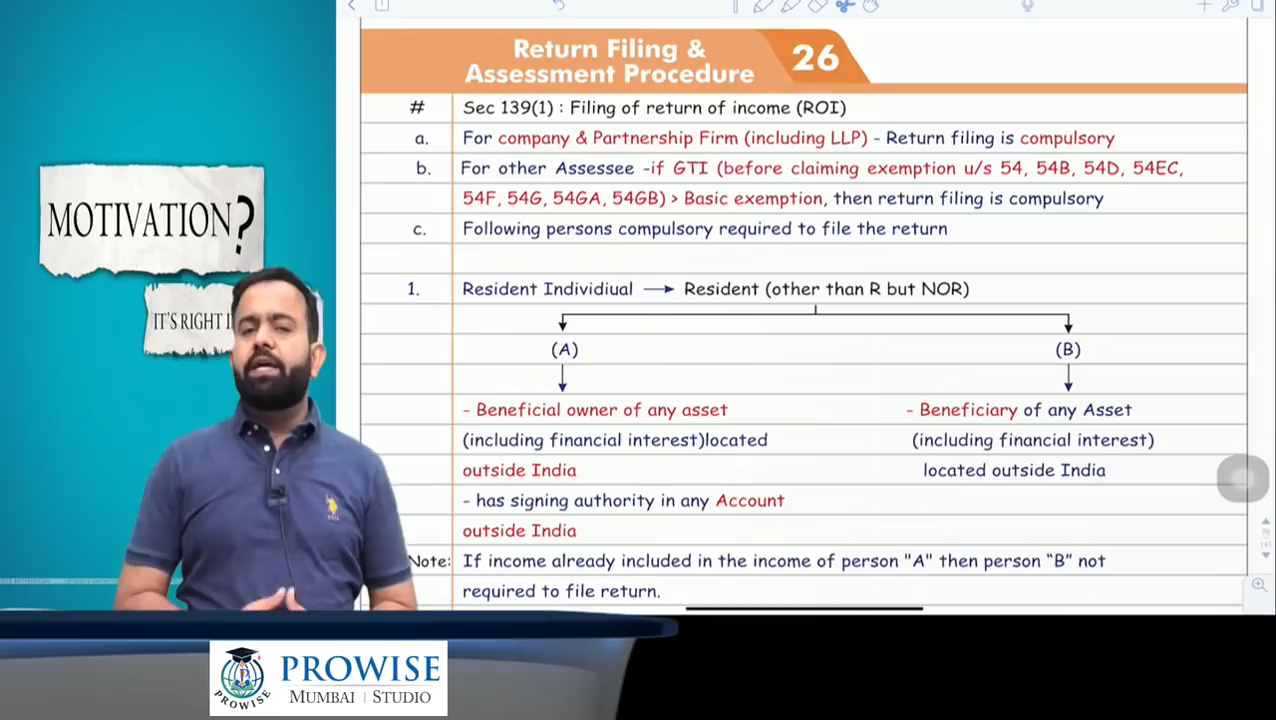 Return Filing &
Assessment Procedure
26
# Sec 139(1) : Filing of return of income (ROI)
a. For company & Partnership Firm (including LLP) - Return filing is compulsory
b. For other Assessee -if GTI (before claiming exemption u/s 54, 54B, 54D, 54EC,
54F, 54G, 54GA, 54GB) > Basic exemption, then return filing is compulsory
c. Following persons compulsory required to file the return
1. Resident Individiual → Resident (other than R but NOR)
(A) (B)
- Beneficial owner of any asset
(including financial interest)located
outside India
- has signing authority in any Account
outside India
- Beneficiary of any Asset
(including financial interest)
located outside India
Note: If income already included in the income of person "A" then person “B” not
required to file return.
MOTIVATION?
IT'S RIGHT
PROWISE
PROWISE
MUMBAI | STUDIO